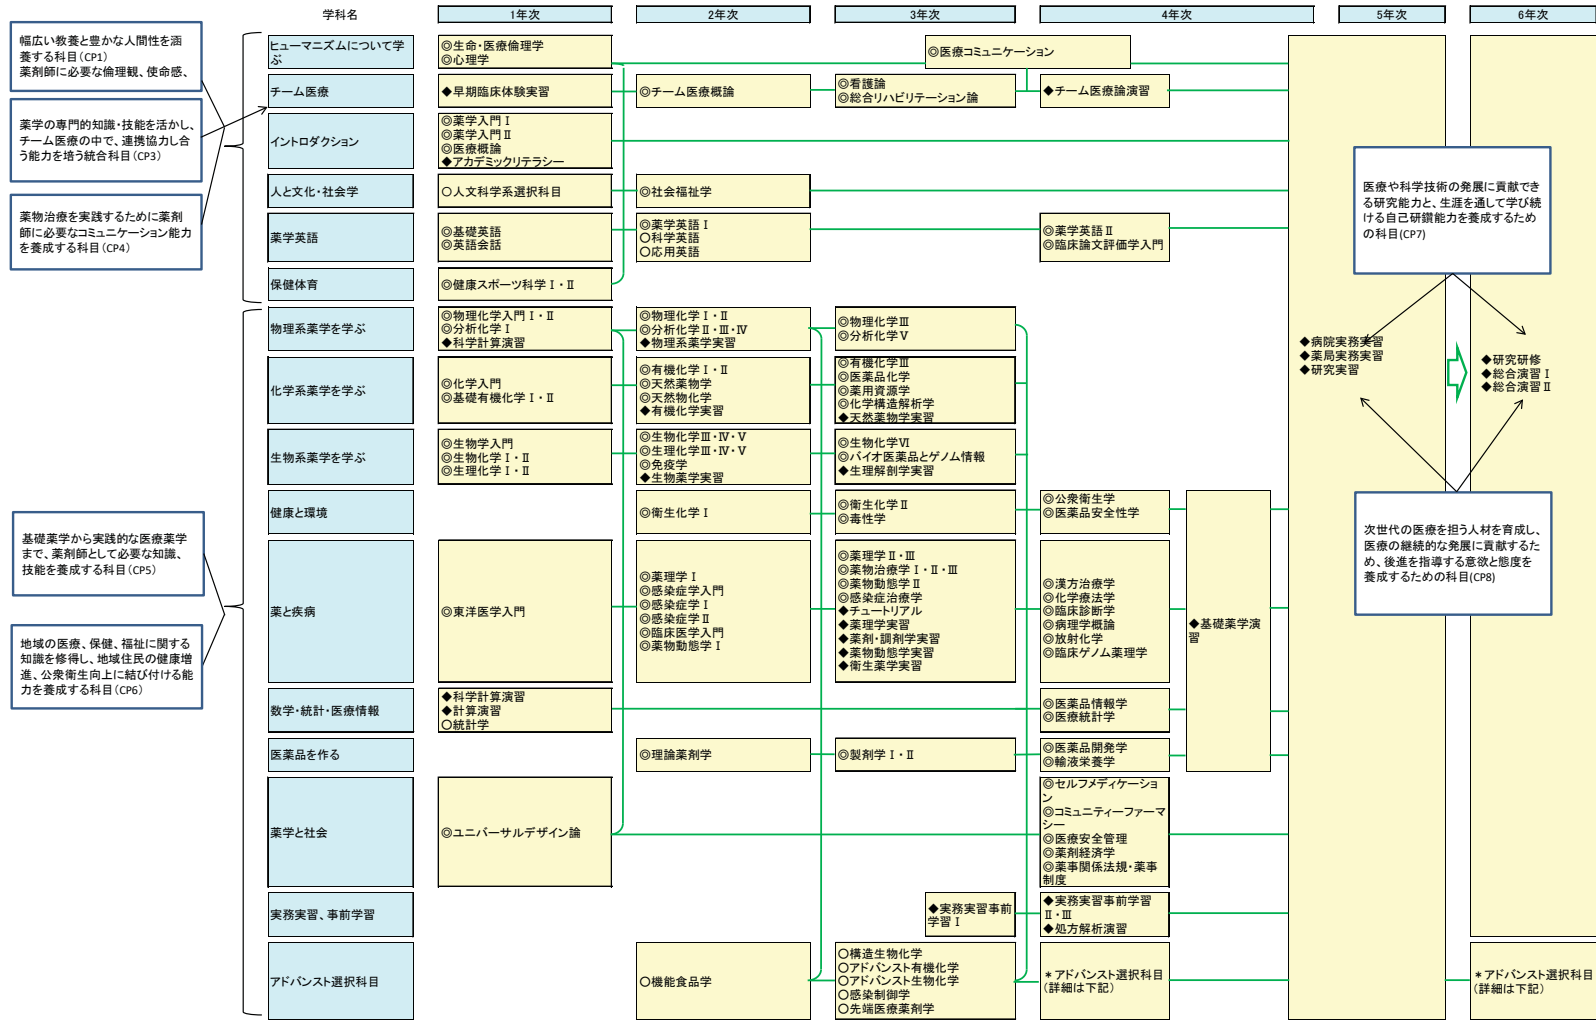 学科名
1年次
2年次
3年次
4年次
5年次
6年次
幅広い教養と豊かな人間性を涵
養する科目(CP1)
薬剤師に必要な倫理観、使命感、
薬学の専門的知識・技能を活かし、
チーム医療の中で、連携協力し合
う能力を培う統合科目(CP3)
薬物治療を実践するために薬剤
師に必要なコミュニケーション能力
を養成する科目(CP4)
基礎薬学から実践的な医療薬学
まで、薬剤師として必要な知識、
技能を養成する科目(CP5)
地域の医療、保健、福祉に関する
知識を修得し、地域住民の健康増
進、公衆衛生向上に結び付ける能
力を養成する科目(CP6)
ヒューマニズムについて学
ぶ
◎生命・医療倫理学
◎心理学
◎医療コミュニケーション
チーム医療
◆早期臨床体験実習
◎チーム医療概論
◎看護論
◎総合リハビリテーション論
◆チーム医療論演習
イントロダクション
◎薬学入門Ⅰ
◎薬学入門Ⅱ
◎医療概論
◆アカデミックリテラシー
人と文化・社会学
○人文科学系選択科目
◎社会福祉学
薬学英語
◎基礎英語
◎英語会話
◎薬学英語Ⅰ
○科学英語
○応用英語
◎薬学英語Ⅱ
◎臨床論文評価学入門
保健体育
◎健康スポーツ科学Ⅰ・Ⅱ
物理系薬学を学ぶ
◎物理化学入門Ⅰ・Ⅱ
◎分析化学Ⅰ
◆科学計算演習
◎物理化学Ⅰ・Ⅱ
◎分析化学Ⅱ・Ⅲ・Ⅳ
◆物理系薬学実習
◎物理化学Ⅲ
◎分析化学Ⅴ
化学系薬学を学ぶ
◎化学入門
◎基礎有機化学Ⅰ・Ⅱ
◎有機化学Ⅰ・Ⅱ
◎天然薬物学
◎天然物化学
◆有機化学実習
◎有機化学Ⅲ
◎医薬品化学
◎薬用資源学
◎化学構造解析学
◆天然薬物学実習
生物系薬学を学ぶ
◎生物学入門
◎生物化学Ⅰ・Ⅱ
◎生理化学Ⅰ・Ⅱ
◎生物化学Ⅲ・Ⅳ・Ⅴ
◎生理化学Ⅲ・Ⅳ・Ⅴ
◎免疫学
◆生物薬学実習
◎生物化学Ⅵ
◎バイオ医薬品とゲノム情報
◆生理解剖学実習
健康と環境
◎衛生化学Ⅰ
◎衛生化学Ⅱ
◎毒性学
◎公衆衛生学
◎医薬品安全性学
薬と疾病
◎東洋医学入門
◎薬理学Ⅰ
◎感染症学入門
◎感染症学Ⅰ
◎感染症学Ⅱ
◎臨床医学入門
◎薬物動態学Ⅰ
◎薬理学Ⅱ・Ⅲ
◎薬物治療学Ⅰ・Ⅱ・Ⅲ
◎薬物動態学Ⅱ
◎感染症治療学
◆チュートリアル
◆薬理学実習
◆薬剤・調剤学実習
◆薬物動態学実習
◆衛生薬学実習
◎漢方治療学
◎化学療法学
◎臨床診断学
◎病理学概論
◎放射化学
◎臨床ゲノム薬理学
◆基礎薬学演
習
数学・統計・医療情報
◆科学計算演習
◆計算演習
○統計学
◎医薬品情報学
◎医療統計学
医薬品を作る
◎理論薬剤学
◎製剤学Ⅰ・Ⅱ
◎医薬品開発学
◎輸液栄養学
薬学と社会
◎ユニバーサルデザイン論
◎セルフメディケーショ
ン
◎コミュニティーファーマ
シー
◎医療安全管理
◎薬剤経済学
◎薬事関係法規・薬事
制度
実務実習、事前学習
◆実務実習事前
学習Ⅰ
◆実務実習事前学習
Ⅱ・Ⅲ
◆処方解析演習
アドバンスト選択科目
○機能食品学
○構造生物化学
○アドバンスト有機化学
○アドバンスト生物化学
○感染制御学
○先端医療薬剤学
＊アドバンスト選択科目
(詳細は下記)
＊アドバンスト選択科目
(詳細は下記)
医療や科学技術の発展に貢献でき
る研究能力と、生涯を通して学び続
ける自己研鑽能力を養成するため
の科目(CP7)
◆病院実務実習
◆薬局実務実習
◆研究実習
◆研究研修
◆総合演習Ⅰ
◆総合演習Ⅱ
次世代の医療を担う人材を育成し、
医療の継続的な発展に貢献するた
め、後進を指導する意欲と態度を
養成するための科目(CP8)